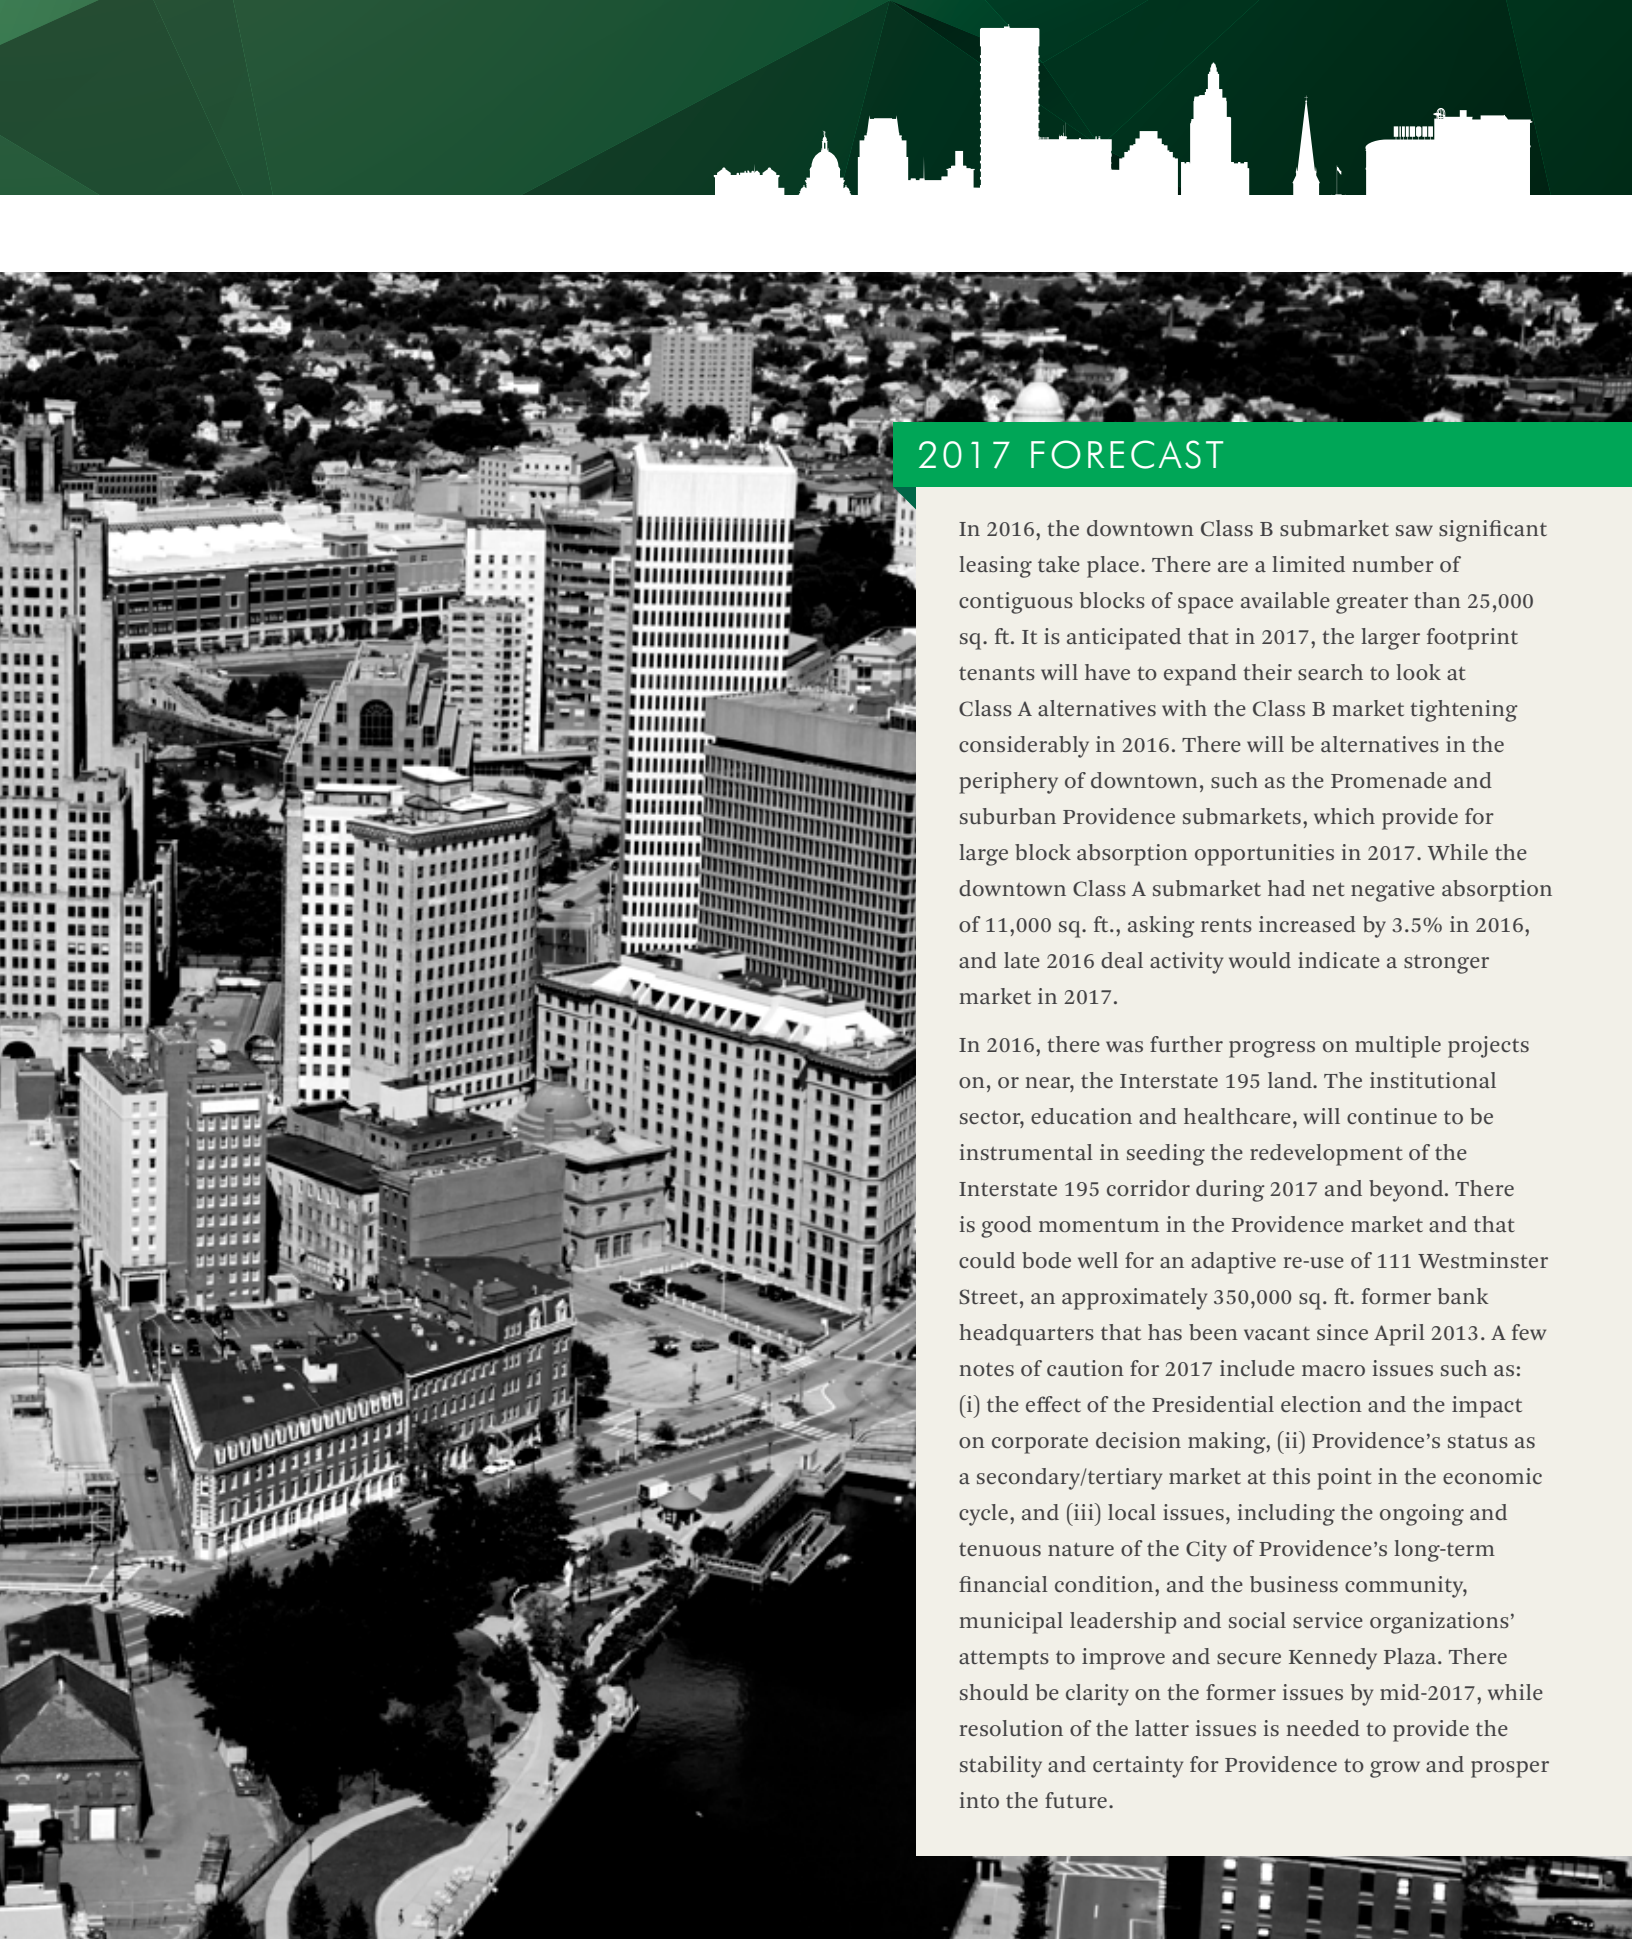 2017 FORECAST
In 2016, the downtown Class B submarket saw significant
leasing take place. There are a limited number of
contiguous blocks of space available greater than 25,000
sq. ft. It is anticipated that in 2017, the larger footprint
tenants will have to expand their search to look at
Class A alternatives with the Class B market tightening
considerably in 2016. There will be alternatives in the
periphery of downtown, such as the Promenade and
suburban Providence submarkets, which provide for
large block absorption opportunities in 2017. While the
downtown Class A submarket had net negative absorption
of 11,000 sq. ft., asking rents increased by 3.5% in 2016,
and late 2016 deal activity would indicate a stronger
market in 2017.
In 2016, there was further progress on multiple projects
on, or near, the Interstate 195 land. The institutional
sector, education and healthcare, will continue to be
instrumental in seeding the redevelopment of the
Interstate 195 corridor during 2017 and beyond. There
is good momentum in the Providence market and that
could bode well for an adaptive re-use of 111 Westminster
Street, an approximately 350,000 sq. ft. former bank
headquarters that has been vacant since April 2013. A few
notes of caution for 2017 include macro issues such as:
(i) the effect of the Presidential election and the impact
on corporate decision making, (ii) Providence’s status as
a secondary/tertiary market at this point in the economic
cycle, and (iii) local issues, including the ongoing and
tenuous nature of the City of Providence’s long-term
financial condition, and the business community,
municipal leadership and social service organizations’
attempts to improve and secure Kennedy Plaza. There
should be clarity on the former issues by mid-2017, while
resolution of the latter issues is needed to provide the
stability and certainty for Providence to grow and prosper
into the future.